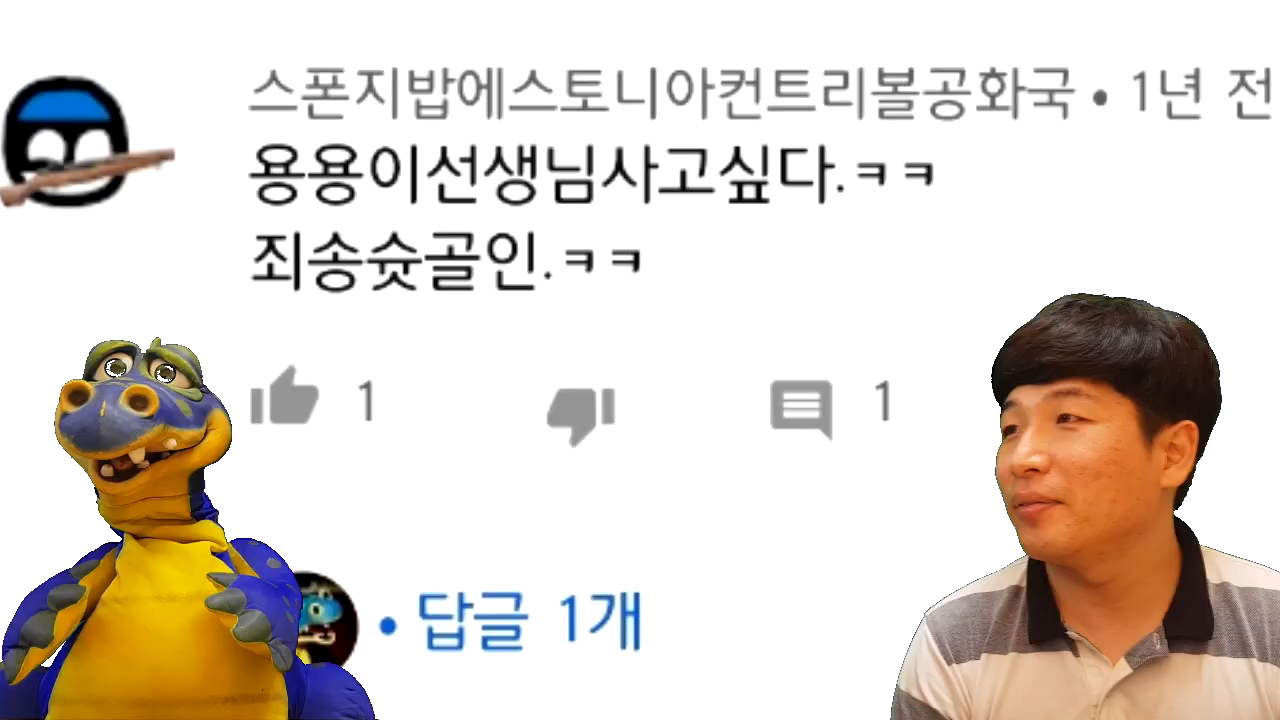 스폰지밥에스토니아컨트리볼공화국 • 1년 전
용용이선생님사고싶다.ㅋㅋ
죄송슛골인.ㅋㅋ
1 1
• 답글 1개